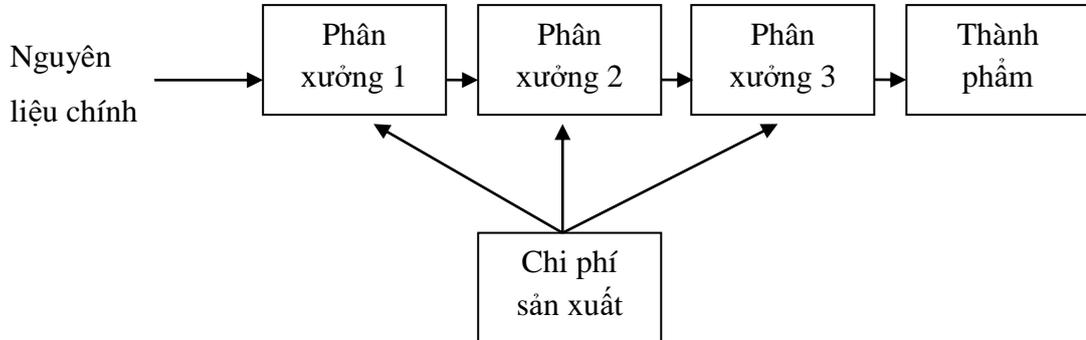 Nguyên
liệu chính
Phân
xưởng 1
Phân
xưởng 2
Phân
xưởng 3
Thành
phẩm
Chi phí
sản xuất